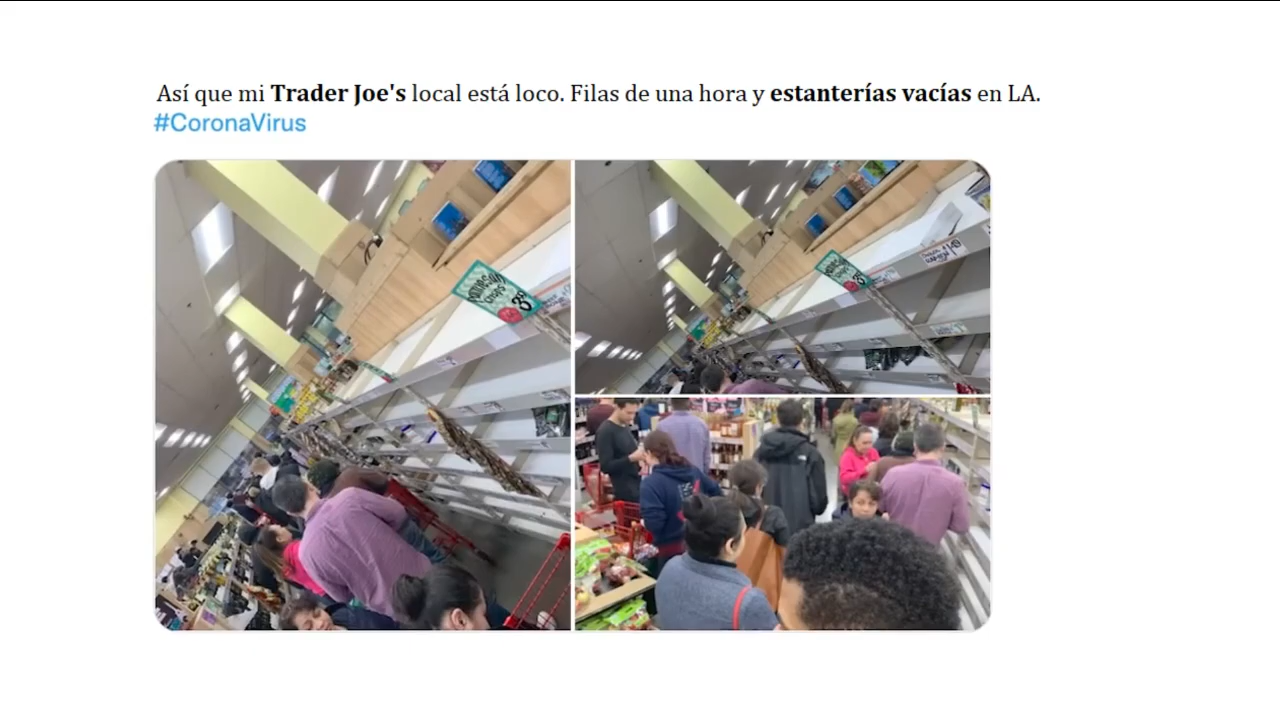 Así que mi Trader Joe's local está loco. Filas de una hora y estanterías vacías en LA.
#CoronaVirus